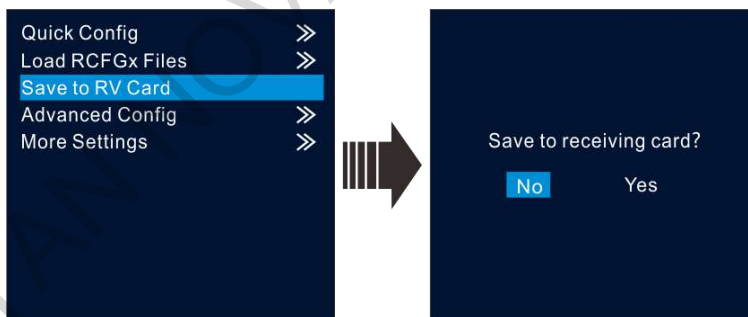 Quick Config
Load RCFGx Files
Save to RV Card
Advanced Config
More Settings
Save to receiving card?
No Yes